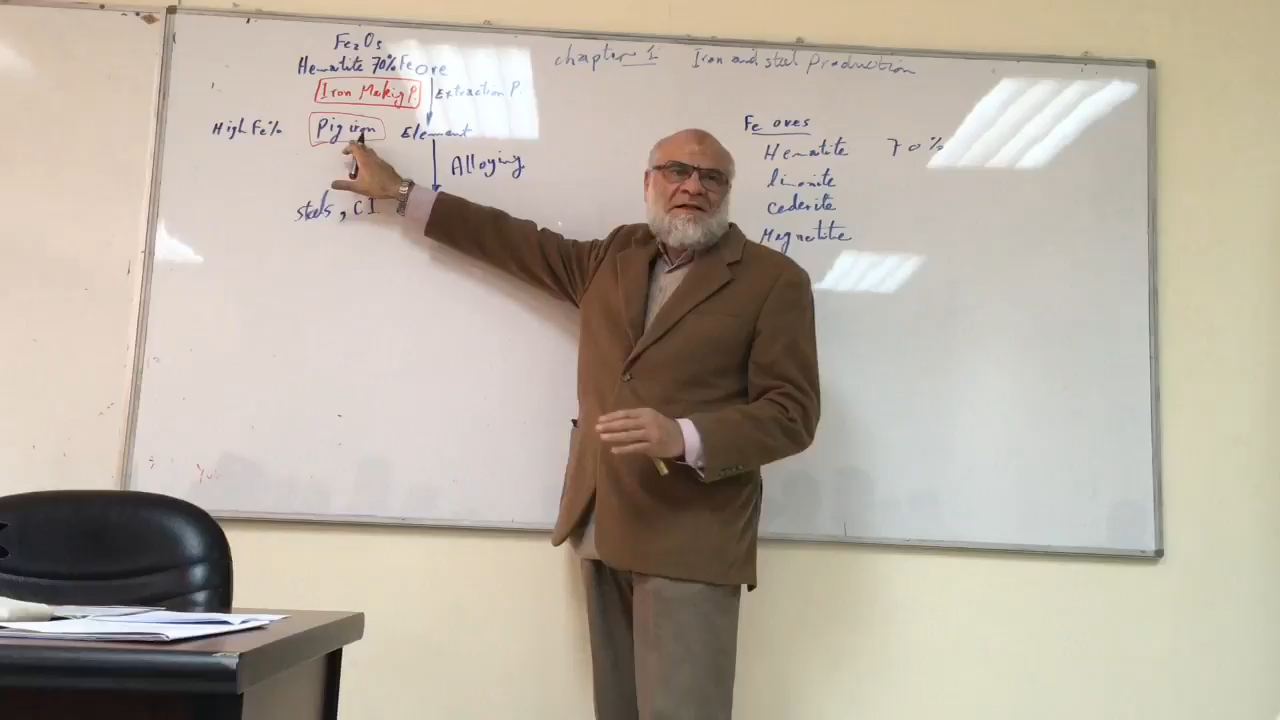 Fe2O3
Hematite 70% Fe ore
Iron Making P.
Extraction P.
High Fe%
Pig iron
Element
Alloying
steels, CI
chapter 1 Iron and steel Production
Fe ores
Hematite 70%
limonite
Cederite
Magnetite